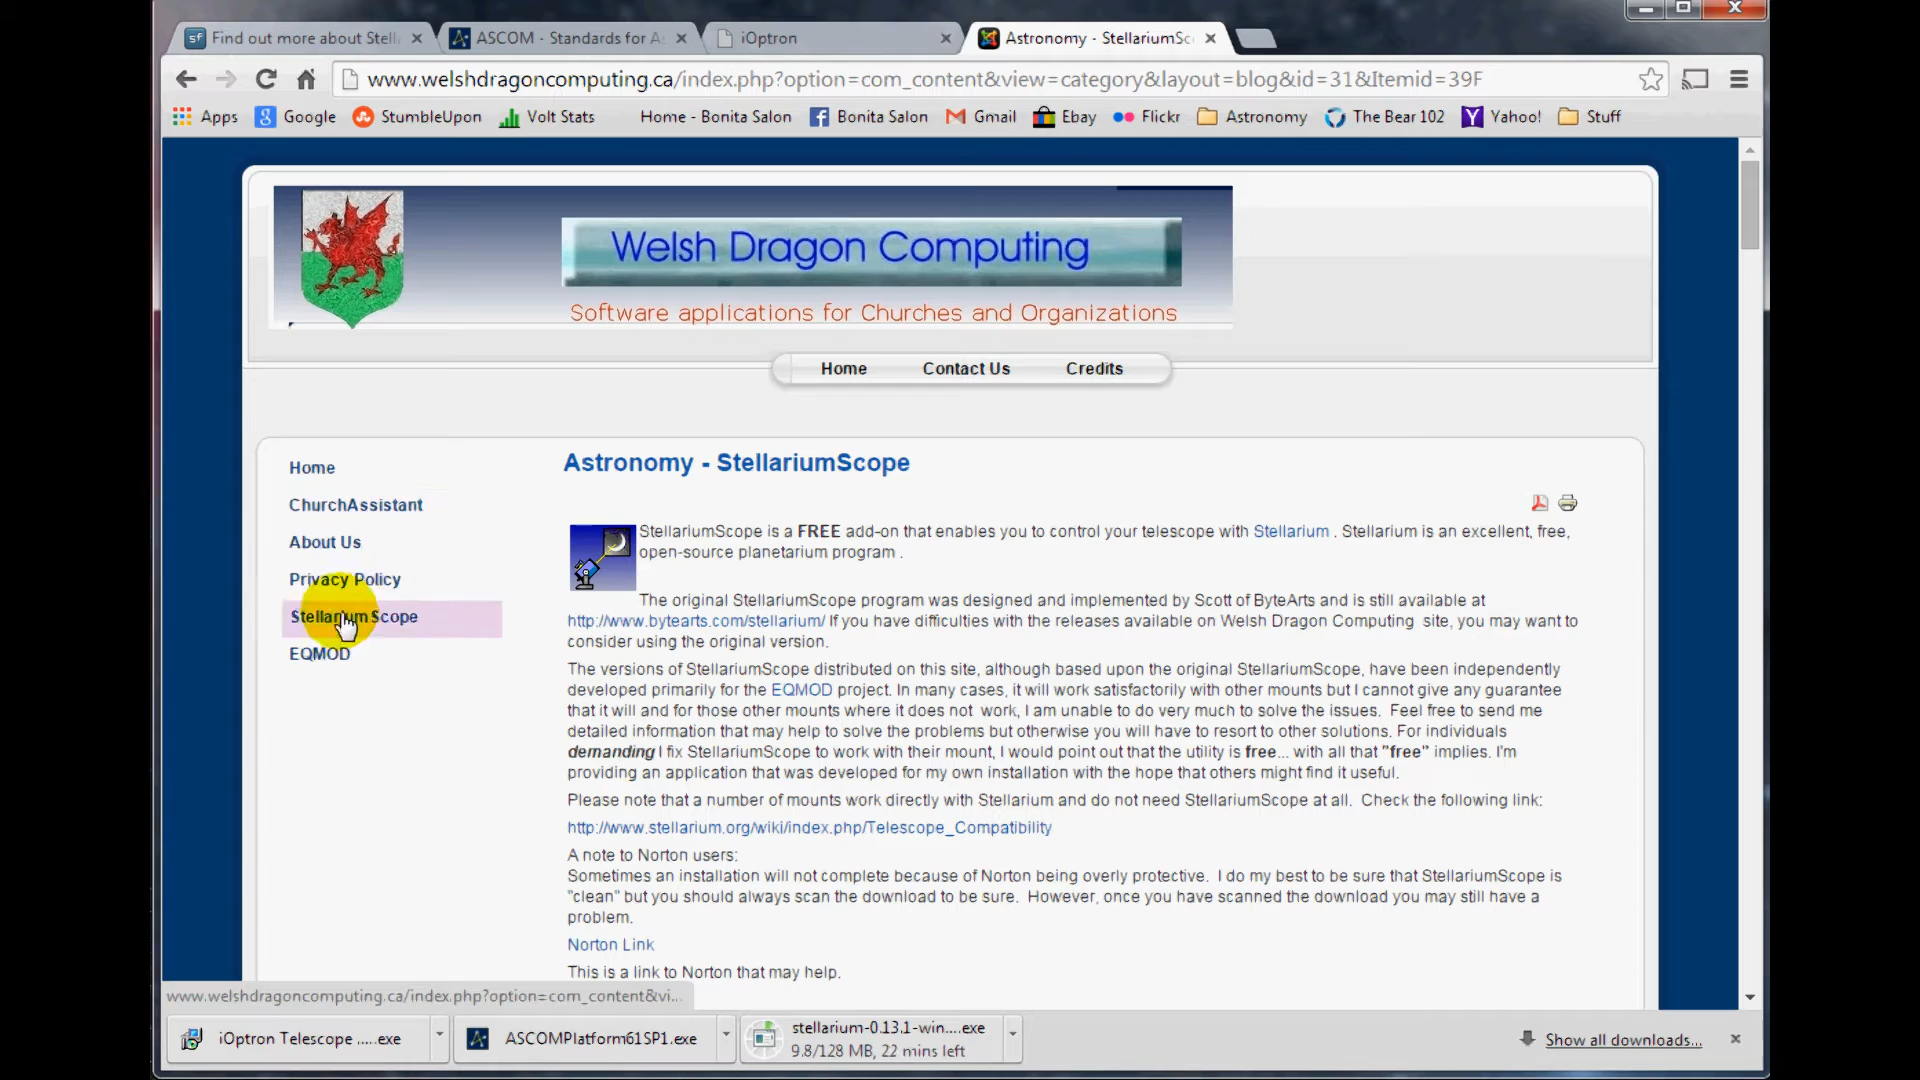 Find out more about Stell
ASCOM - Standards for As
iOptron
Astronomy - StellariumSc
www.welshdragoncomputing.ca/index.php?option=com_content&view=category&layout=blog&id=31&Itemid=39F
Apps
Google
StumbleUpon
Volt Stats
Home - Bonita Salon
Bonita Salon
Gmail
Ebay
Flickr
Astronomy
The Bear 102
Yahoo!
Stuff
Welsh Dragon Computing
Software applications for Churches and Organizations
Home
Contact Us
Credits
Home
ChurchAssistant
About Us
Privacy Policy
StellariumScope
EQMOD
Astronomy - StellariumScope
StellariumScope is a FREE add-on that enables you to control your telescope with Stellarium . Stellarium is an excellent, free,
open-source planetarium program .
The original StellariumScope program was designed and implemented by Scott of ByteArts and is still available at
http://www.bytearts.com/stellarium/ If you have difficulties with the releases available on Welsh Dragon Computing site, you may want to
consider using the original version.
The versions of StellariumScope distributed on this site, although based upon the original StellariumScope, have been independently
developed primarily for the EQMOD project. In many cases, it will work satisfactorily with other mounts but I cannot give any guarantee
that it will and for those other mounts where it does not work, I am unable to do very much to solve the issues. Feel free to send me
detailed information that may help to solve the problems but otherwise you will have to resort to other solutions. For individuals
demanding I fix StellariumScope to work with their mount, I would point out that the utility is free... with all that "free" implies. I'm
providing an application that was developed for my own installation with the hope that others might find it useful.
Please note that a number of mounts work directly with Stellarium and do not need StellariumScope at all. Check the following link:
http://www.stellarium.org/wiki/index.php/Telescope_Compatibility
A note to Norton users:
Sometimes an installation will not complete because of Norton being overly protective. I do my best to be sure that StellariumScope is
"clean" but you should always scan the download to be sure. However, once you have scanned the download you may still have a
problem.
Norton Link
This is a link to Norton that may help.
www.welshdragoncomputing.ca/index.php?option=com_content&vi...
iOptron Telescope .....exe
ASCOMPlatform61SP1.exe
stellarium-0.13.1-win....exe
9.8/128 MB, 22 mins left
Show all downloads...